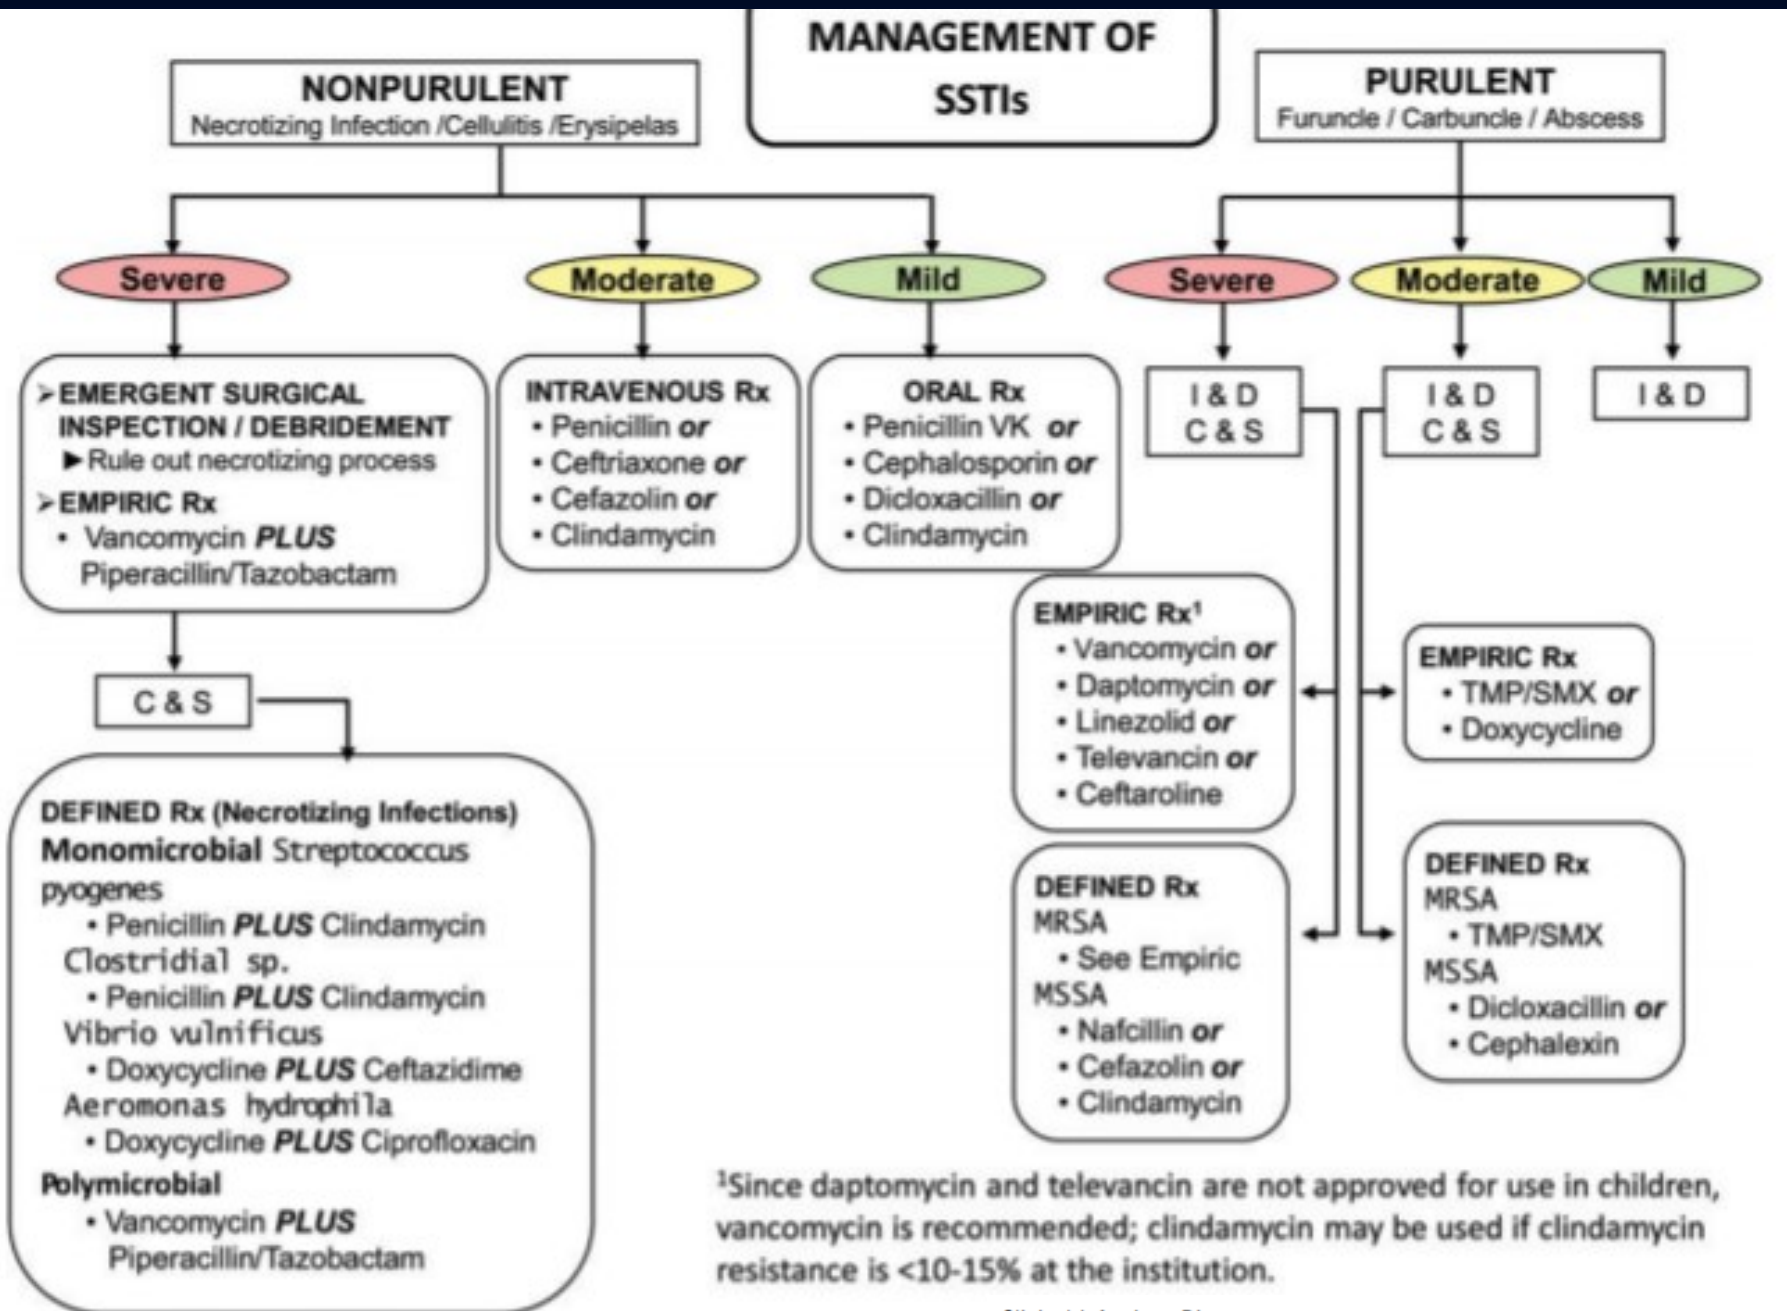 MANAGEMENT OF
SSTIs
NONPURULENT
Necrotizing Infection /Cellulitis /Erysipelas
Severe
➢EMERGENT SURGICAL
INSPECTION / DEBRIDEMENT
►Rule out necrotizing process
➢EMPIRIC Rx
• Vancomycin PLUS
Piperacillin/Tazobactam
C & S
DEFINED Rx (Necrotizing Infections)
Monomicrobial Streptococcus
pyogenes
• Penicillin PLUS Clindamycin
Clostridial sp.
• Penicillin PLUS Clindamycin
Vibrio vulnificus
• Doxycycline PLUS Ceftazidime
Aeromonas hydrophila
• Doxycycline PLUS Ciprofloxacin
Polymicrobial
• Vancomycin PLUS
Piperacillin/Tazobactam
Moderate
INTRAVENOUS Rx
• Penicillin or
• Ceftriaxone or
• Cefazolin or
• Clindamycin
Mild
ORAL Rx
• Penicillin VK or
• Cephalosporin or
• Dicloxacillin or
• Clindamycin
PURULENT
Furuncle / Carbuncle / Abscess
Severe
I & D
C & S
EMPIRIC Rx¹
• Vancomycin or
• Daptomycin or
• Linezolid or
• Televancin or
• Ceftaroline
DEFINED Rx
MRSA
• See Empiric
MSSA
• Nafcillin or
• Cefazolin or
• Clindamycin
Moderate
I & D
C & S
EMPIRIC Rx
• TMP/SMX or
• Doxycycline
DEFINED Rx
MRSA
• TMP/SMX
MSSA
• Dicloxacillin or
• Cephalexin
Mild
I & D
¹Since daptomycin and televancin are not approved for use in children,
vancomycin is recommended; clindamycin may be used if clindamycin
resistance is <10-15% at the institution.